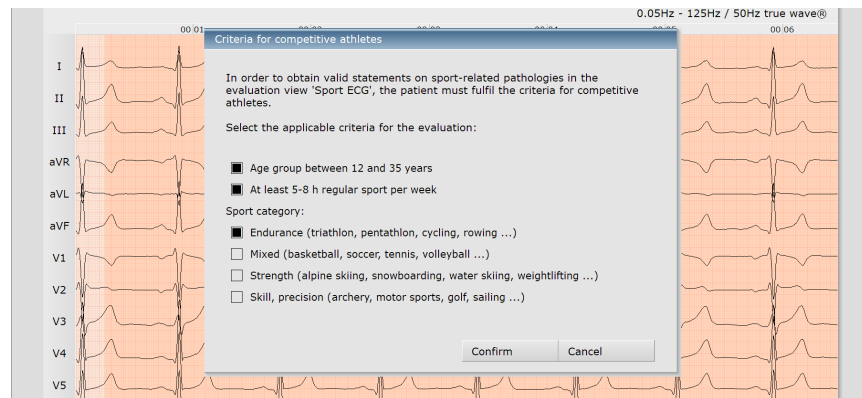 0.05Hz - 125Hz / 50Hz true wave®
00:01
00:06
Criteria for competitive athletes
I
In order to obtain valid statements on sport-related pathologies in the
evaluation view 'Sport ECG', the patient must fulfil the criteria for competitive
athletes.
II
III
Select the applicable criteria for the evaluation:
aVR
Age group between 12 and 35 years
aVL
At least 5-8 h regular sport per week
Sport category:
aVF
Endurance (triathlon, pentathlon, cycling, rowing ...)
V1
Mixed (basketball, soccer, tennis, volleyball ...)
Strength (alpine skiing, snowboarding, water skiing, weightlifting ...)
V2
Skill, precision (archery, motor sports, golf, sailing ...)
V3
V4
Confirm Cancel
V5